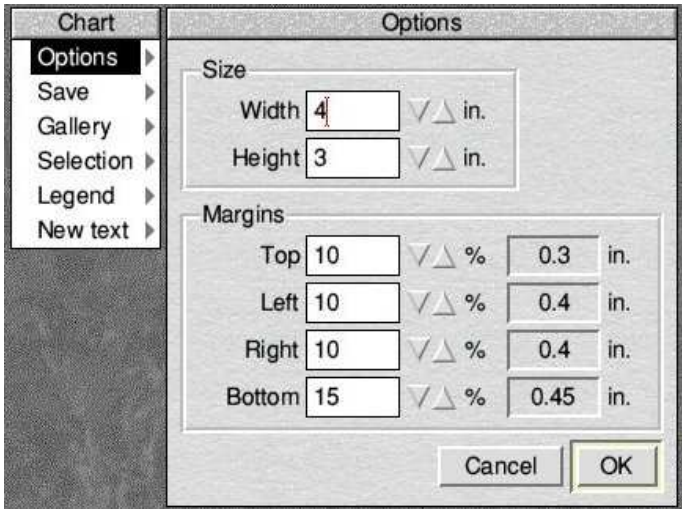 Chart
Options
Save
Gallery
Selection
Legend
New text
Options
Size
Width 4 in.
Height 3 in.
Margins
Top 10 % 0.3 in.
Left 10 % 0.4 in.
Right 10 % 0.4 in.
Bottom 15 % 0.45 in.
Cancel OK